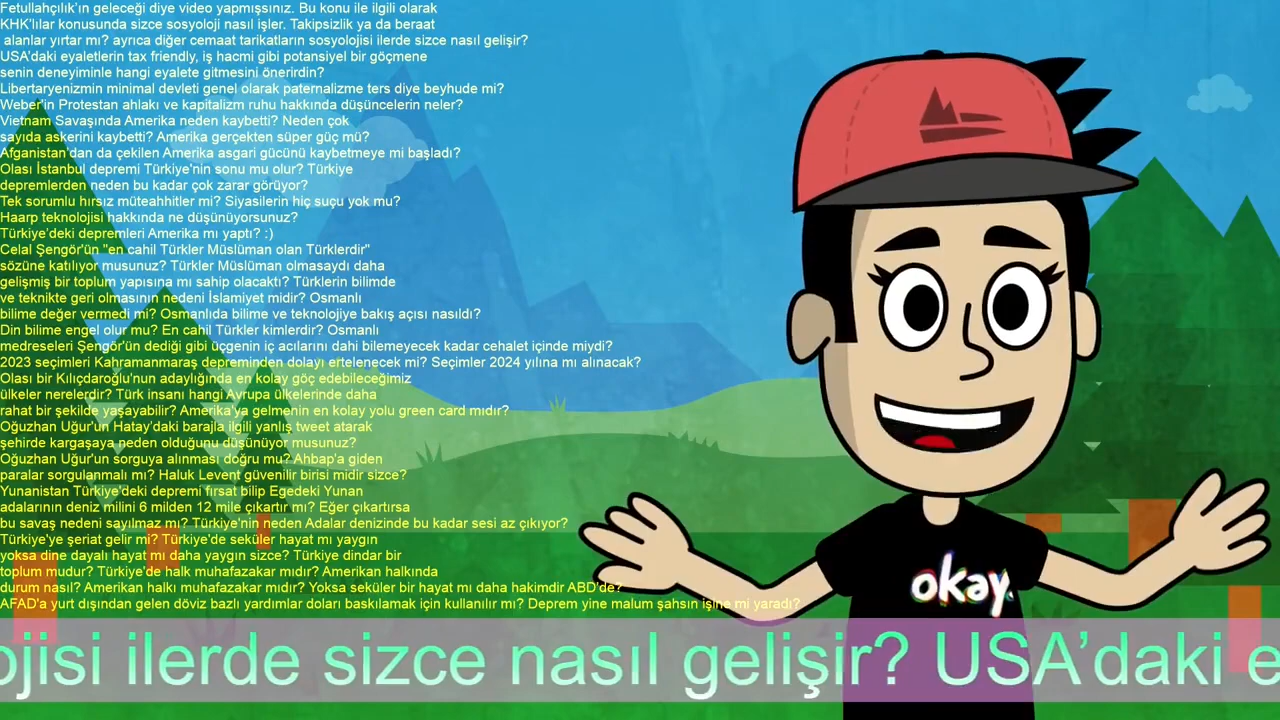 Fetullahçılık'ın geleceği diye video yapmışsınız. Bu konu ile ilgili olarak
KHK'lılar konusunda sizce sosyoloji nasıl işler. Takipsizlik ya da beraat
alanlar yırtar mı? ayrıca diğer cemaat tarikatların sosyolojisi ilerde sizce nasıl gelişir?
USA'daki eyaletlerin tax friendly, iş hacmi gibi potansiyel bir göçmene
senin deneyiminle hangi eyalete gitmesini önerirdin?
Libertaryenizmin minimal devleti genel olarak paternalizme ters diye beyhude mi?
Weber'in Protestan ahlakı ve kapitalizm ruhu hakkında düşüncelerin neler?
Vietnam Savaşında Amerika neden kaybetti? Neden çok
sayıda askerini kaybetti? Amerika gerçekten süper güç mü?
Afganistan'dan da çekilen Amerika asgari gücünü kaybetmeye mi başladı?
Olası İstanbul depremi Türkiye'nin sonu mu olur? Türkiye
depremlerden neden bu kadar çok zarar görüyor?
Tek sorumlu hırsız müteahhitler mi? Siyasilerin hiç suçu yok mu?
Haarp teknolojisi hakkında ne düşünüyorsunuz?
Türkiye'deki depremleri Amerika mı yaptı? :)
Celal Şengör'ün "en cahil Türkler Müslüman olan Türklerdir"
sözüne katılıyor musunuz? Türkler Müslüman olmasaydı daha
gelişmiş bir toplum yapısına mı sahip olacaktı? Türklerin bilimde
ve teknikte geri olmasının nedeni İslamiyet midir? Osmanlı
bilime değer vermedi mi? Osmanlıda bilime ve teknolojiye bakış açısı nasıldı?
Din bilime engel olur mu? En cahil Türkler kimlerdir? Osmanlı
medreseleri Şengör'ün dediği gibi üçgenin iç acılarını dahi bilemeyecek kadar cehalet içinde miydi?
2023 seçimleri Kahramanmaraş depreminden dolayı ertelenecek mi? Seçimler 2024 yılına mı alınacak?
Olası bir Kılıçdaroğlu'nun adaylığında en kolay göç edebileceğimiz
ülkeler nerelerdir? Türk insanı hangi Avrupa ülkelerinde daha
rahat bir şekilde yaşayabilir? Amerika'ya gelmenin en kolay yolu green card mıdır?
Oğuzhan Uğur'un Hatay'daki barajla ilgili yanlış tweet atarak
şehirde kargaşaya neden olduğunu düşünüyor musunuz?
Oğuzhan Uğur'un sorguya alınması doğru mu? Ahbap'a giden
paralar sorgulanmalı mı? Haluk Levent güvenilir birisi midir sizce?
Yunanistan Türkiye'deki depremi fırsat bilip Egedeki Yunan
adalarının deniz milini 6 milden 12 mile çıkartır mı? Eğer çıkartırsa
bu savaş nedeni sayılmaz mı? Türkiye'nin neden Adalar denizinde bu kadar sesi az çıkıyor?
Türkiye'ye şeriat gelir mi? Türkiye'de seküler hayat mı yaygın
yoksa dine dayalı hayat mı daha yaygın sizce? Türkiye dindar bir
toplum mudur? Türkiye'de halk muhafazakar mıdır? Amerikan halkında
durum nasıl? Amerikan halkı muhafazakar mıdır? Yoksa seküler bir hayat mı daha hakimdir ABD'de?
AFAD'a yurt dışından gelen döviz bazlı yardımlar doları baskılamak için kullanılır mı? Deprem yine malum şahsın işine mi yaradı?
okay.
ojisi ilerde sizce nasıl gelişir? USA'daki e